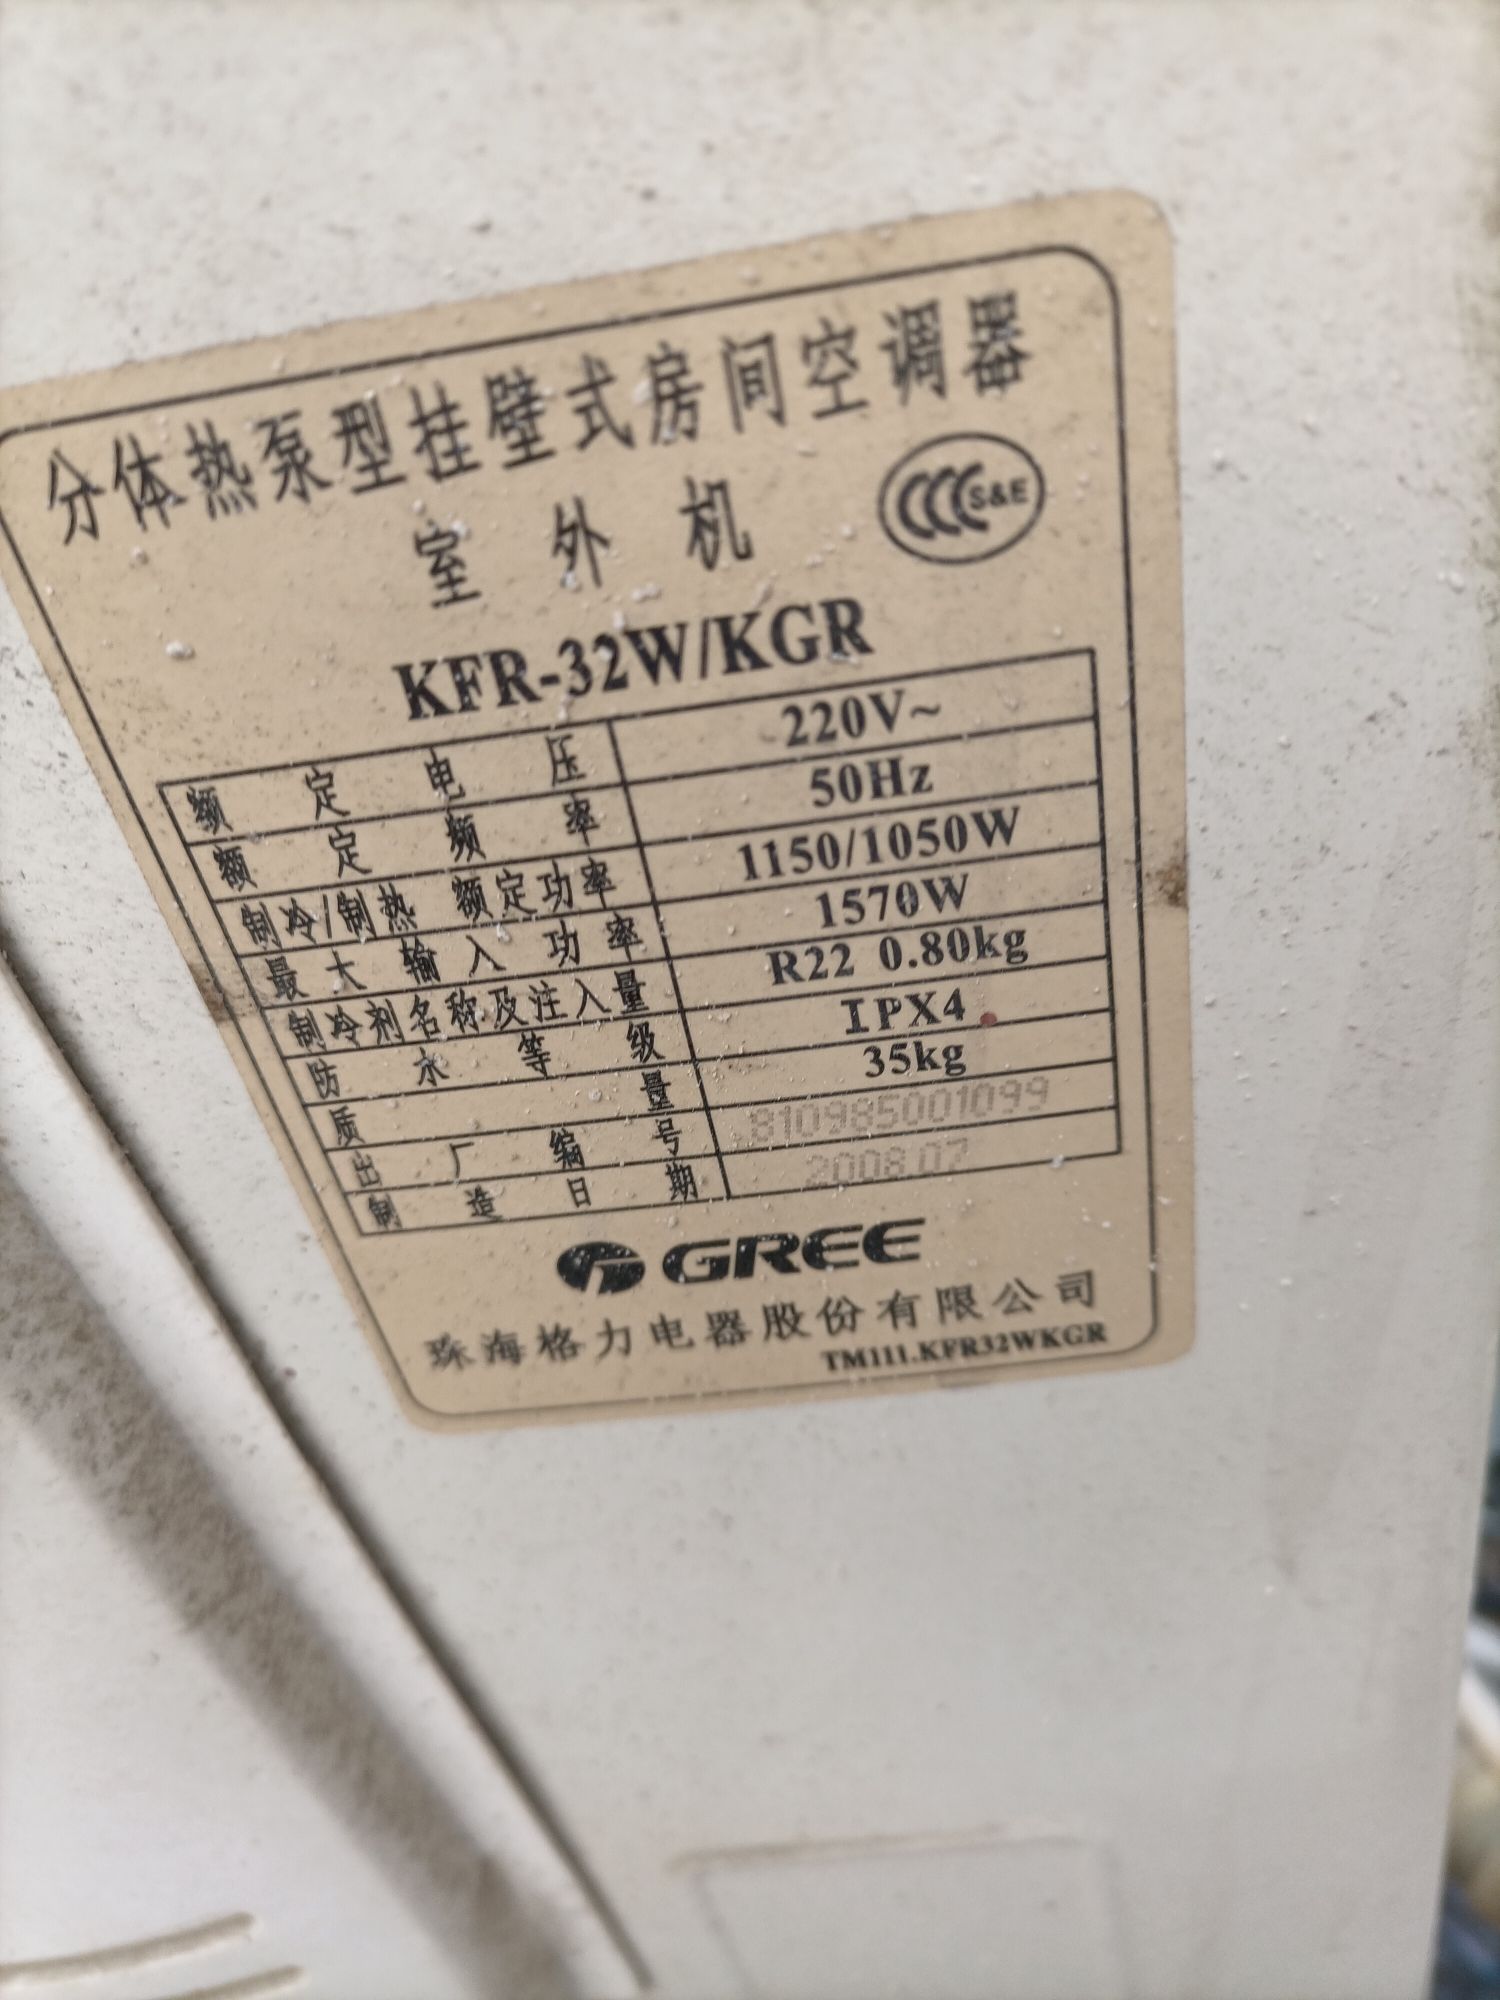 分体热泵型挂壁式房间空调器
室外机
CCC S&E
KFR-32W/KGR
额定电压 220V~
额定频率 50Hz
制冷/制热 额定功率 1150/1050W
最大输入功率 1570W
制冷剂名称及注入量 R22 0.80kg
防水等级 IPX4
质量 35kg
出厂编号 810985001099
制造日期 2008.07
GREE
珠海格力电器股份有限公司
TM111.KFR32WKGR